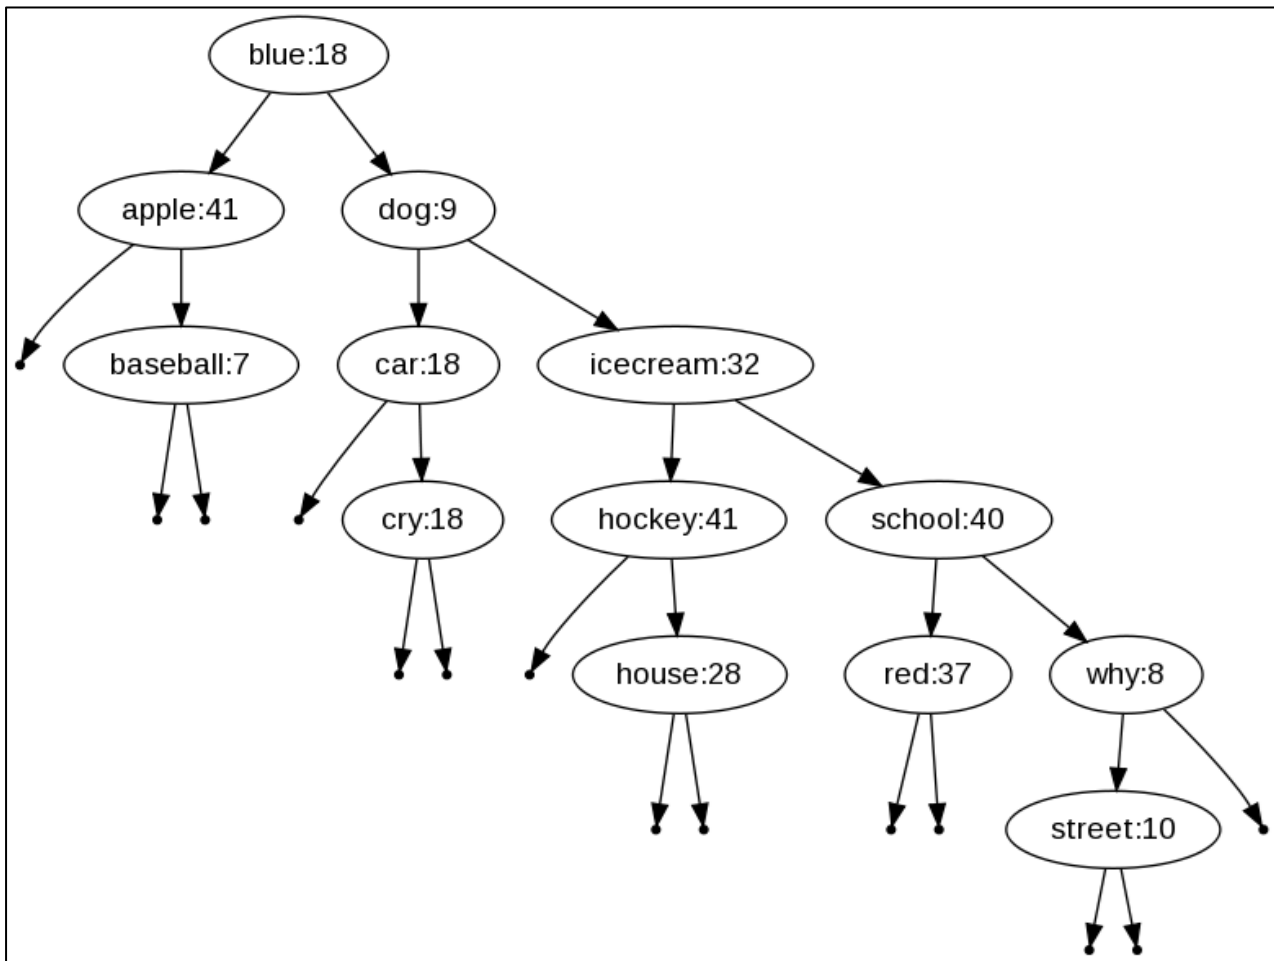 blue:18
apple:41
dog:9
baseball:7
car:18
icecream:32
cry:18
hockey:41
school:40
house:28
red:37
why:8
street:10